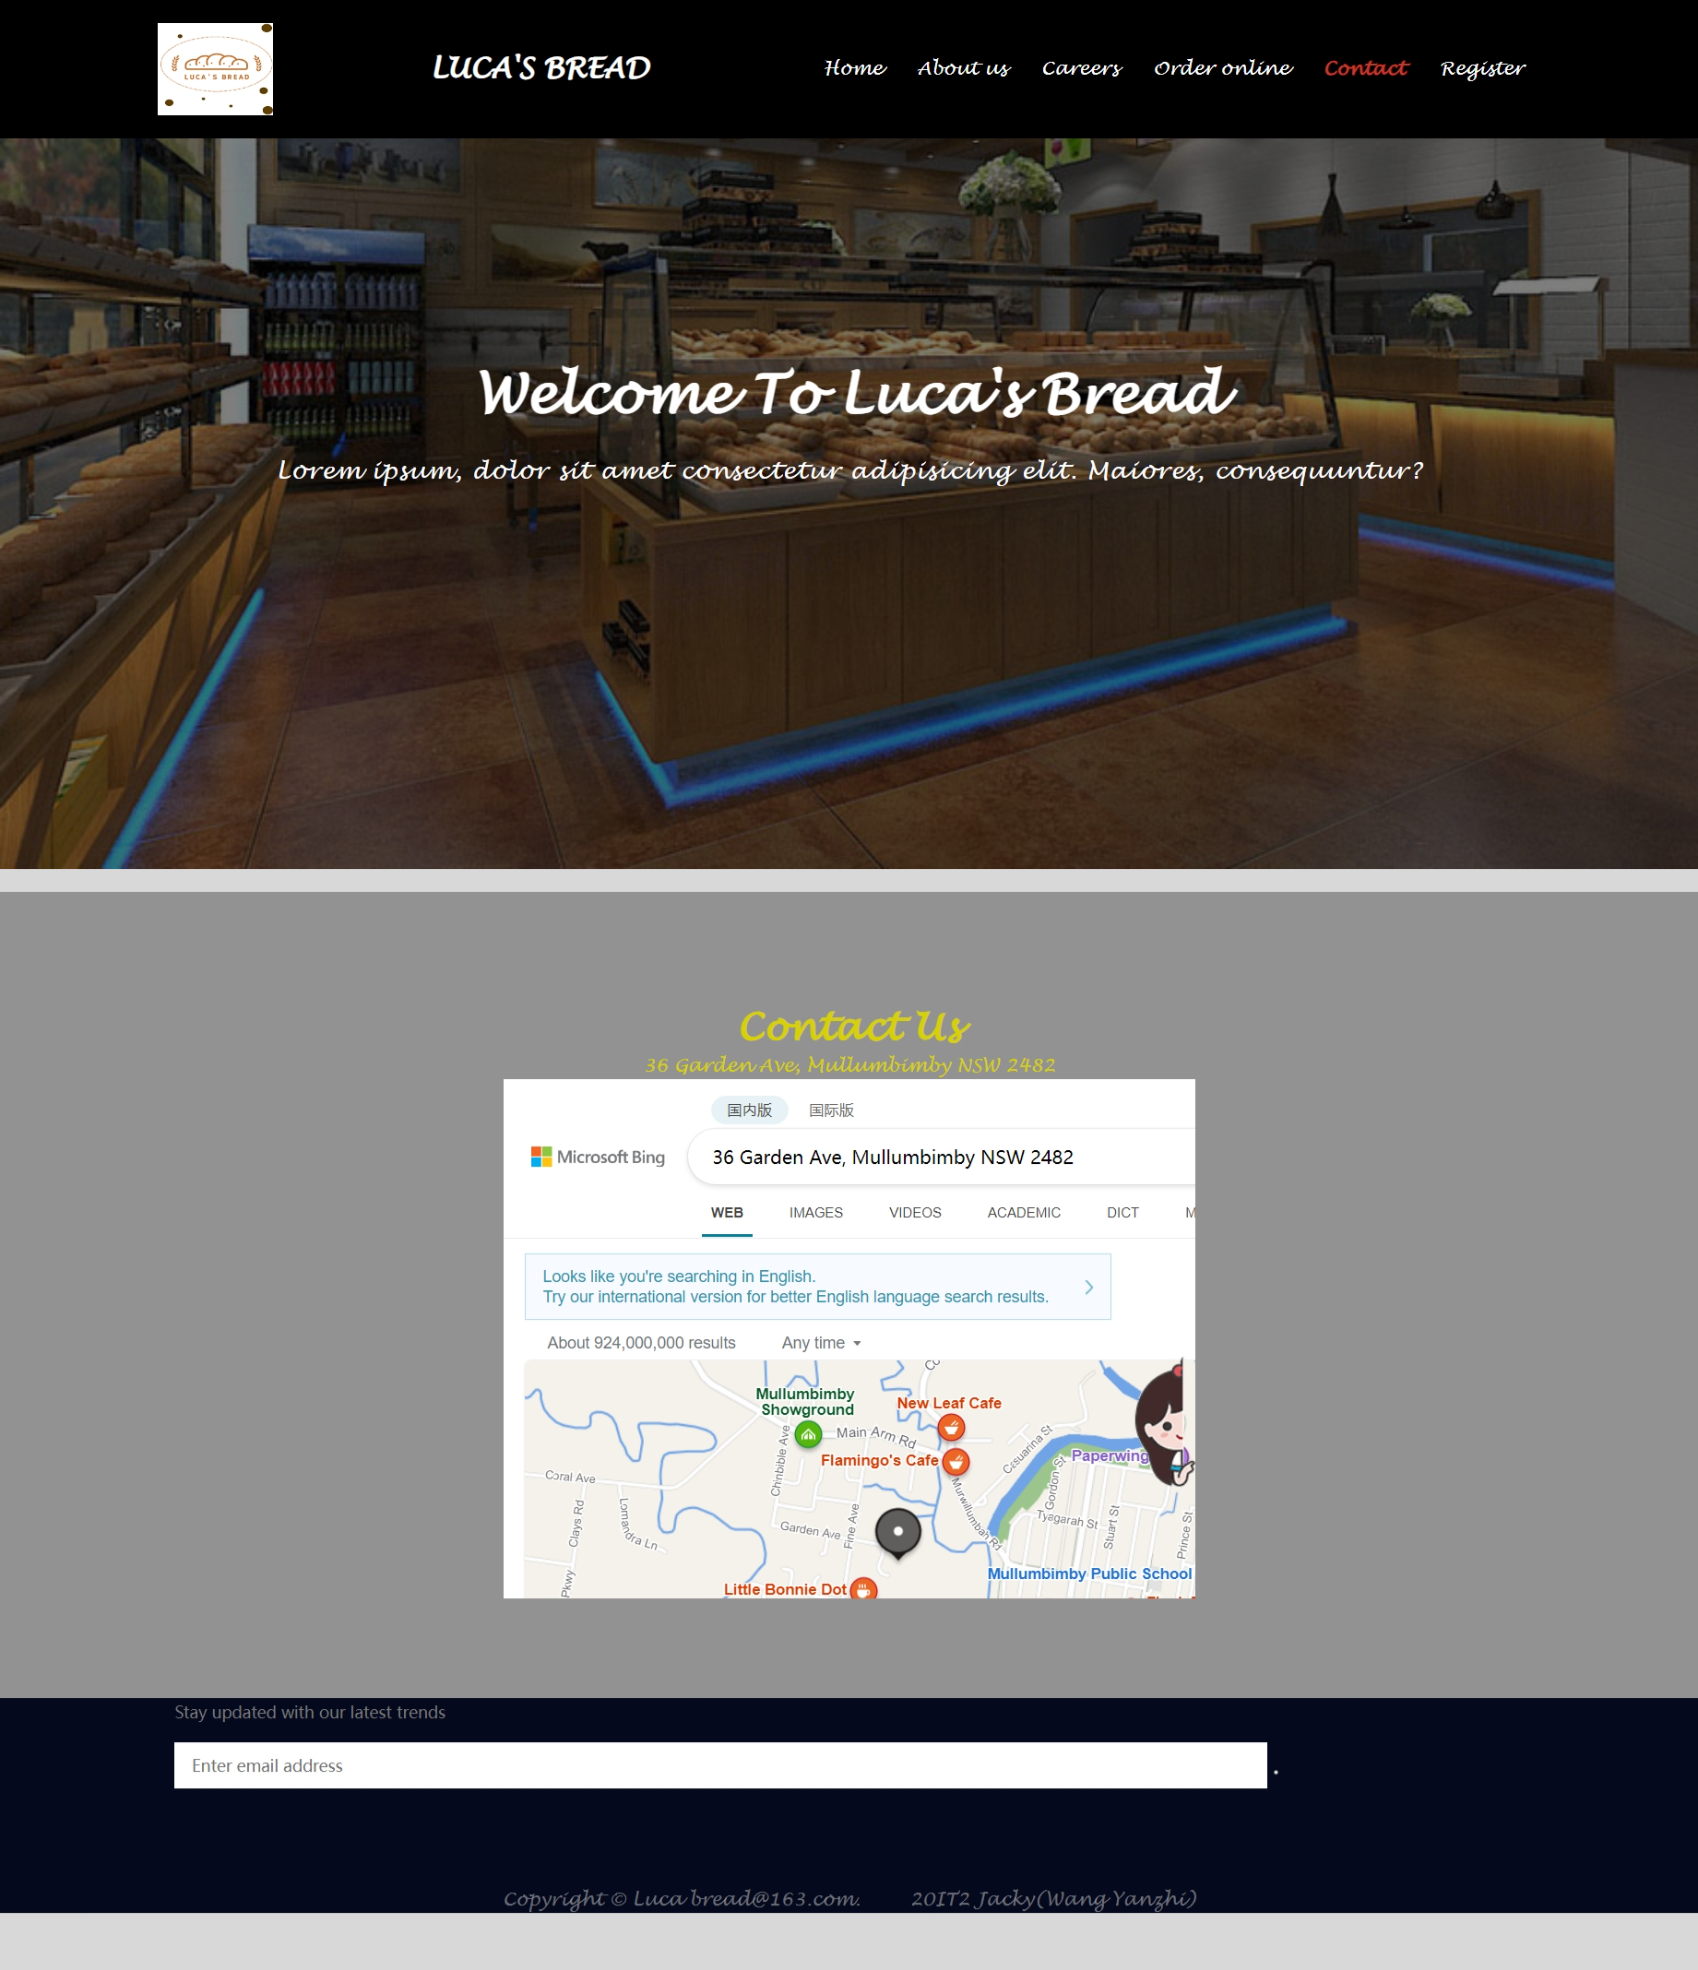 LUCA'S BREAD
LUCA'S BREAD
Home About us Careers Order online Contact Register
Welcome To Luca's Bread
Lorem ipsum, dolor sit amet consectetur adipisicing elit. Maiores, consequuntur?
Contact Us
36 Garden Ave, Mullumbimby NSW 2482
国内版 国际版
Microsoft Bing
36 Garden Ave, Mullumbimby NSW 2482
WEB IMAGES VIDEOS ACADEMIC DICT
Looks like you're searching in English.
Try our international version for better English language search results.
About 924,000,000 results Any time
Mullumbimby
Showground
New Leaf Cafe
Main Arm Rd
Flamingo's Cafe
Chinbible Ave
Casuarina St
Paperwing
Gordon St
Coral Ave
Clays Rd
Lomandra Ln
Murwillumbah Rd
Garden Ave
Fine Ave
Tyagarah St
Stuart St
Prince St
Mullumbimby Public School
Little Bonnie Dot
Pkwy
Stay updated with our latest trends
Enter email address
Copyright © Luca bread@163.com. 20IT2 Jacky(Wang Yanzhi)